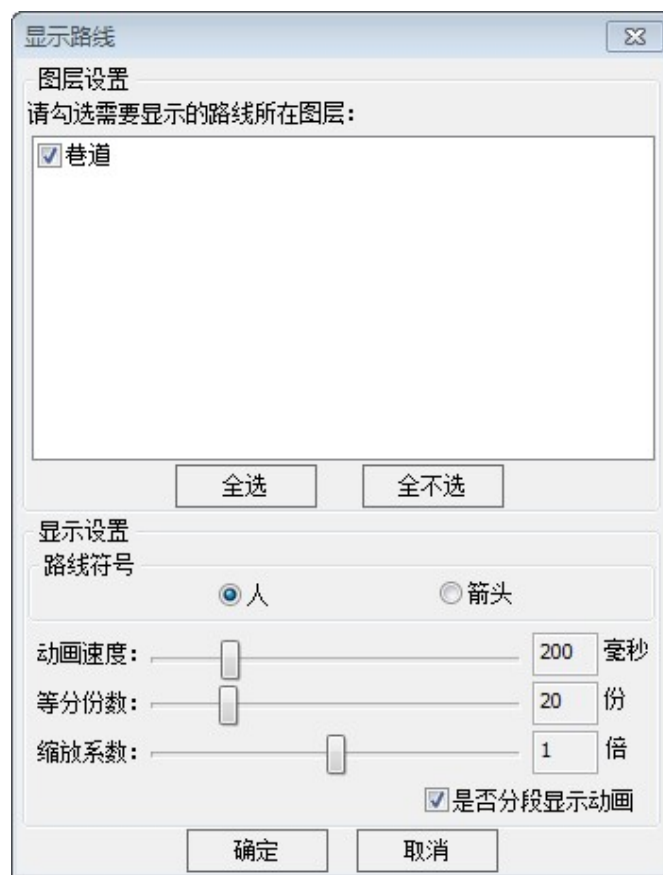 显示路线
图层设置
请勾选需要显示的路线所在图层:
巷道
全选 全不选
显示设置
路线符号
人 箭头
动画速度: 200 毫秒
等分份数: 20 份
缩放系数: 1 倍
是否分段显示动画
确定 取消